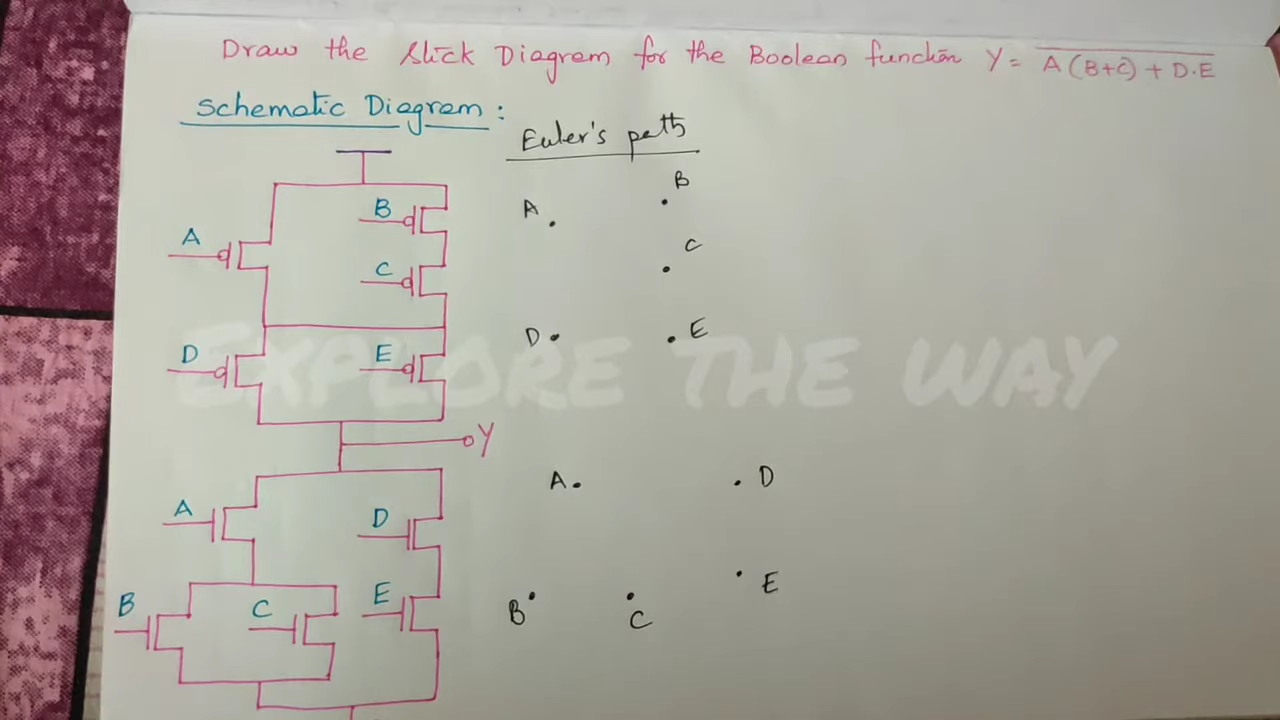 Draw the Stick Diagram for the Boolean function Y = A(B+C) + D.E
Schematic Diagram :
Euler's path
B
A
B
A
C
C
D
E
D
E
EXPLORE THE WAY
Y
A
D
A
D
B
C
E
B
C
E